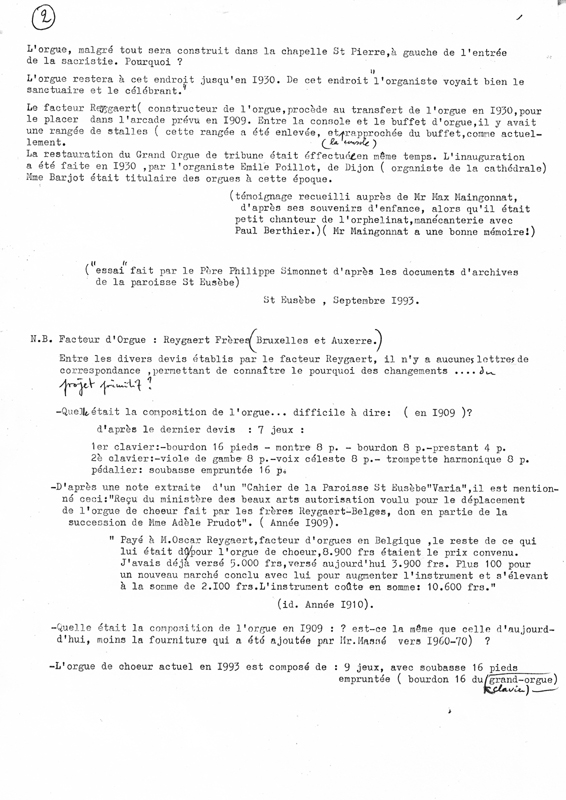 2
L'orgue, malgré tout sera construit dans la chapelle St Pierre,à gauche de l'entrée
de la sacristie. Pourquoi ?
L'orgue restera à cet endroit jusqu'en I930. De cet endroit "l'organiste voyait bien le
sanctuaire et le célébrant."
Le facteur Reygaert( constructeur de l'orgue,procède au transfert de l'orgue en I930,pour
le placer dans l'arcade prévu en I909. Entre la console et le buffet d'orgue,il y avait
une rangée de stalles ( cette rangée a été enlevée, et rapprochée du buffet,comme actuel-
(la console)
lement.
La restauration du Grand Orgue de tribune était éffectuée en même temps. L'inauguration
a été faite en I930 ,par l'organiste Emile Poillot, de Dijon ( organiste de la cathédrale)
Mme Barjot était titulaire des orgues à cette époque.
(témoignage recueilli auprès de Mr Max Maingonnat,
d'après ses souvenirs d'enfance, alors qu'il était
petit chanteur de l'orphelinat,manécanterie avec
Paul Berthier.)( Mr Maingonnat a une bonne mémoire!)
("essai" fait par le Père Philippe Simonnet d'après les documents d'archives
de la paroisse St Eusèbe)
St Eusèbe , Septembre I993.
N.B. Facteur d'Orgue : Reygaert Frères(Bruxelles et Auxerre.)
Entre les divers devis établis par le facteur Reygaert, il n'y a aucunes lettres de
correspondance ,permettant de connaître le pourquoi des changements .... du
projet primitif ?
-Quelle était la composition de l'orgue... difficile à dire: ( en I909 )?
d'après le dernier devis : 7 jeux :
1er clavier:-bourdon 16 pieds - montre 8 p. - bourdon 8 p.-prestant 4 p.
2è clavier:-viole de gambe 8 p.-voix céleste 8 p.- trompette harmonique 8 p.
pédalier: soubasse empruntée 16 p.
-D'après une note extraite d'un "Cahier de la Paroisse St Eusèbe"Varia",il est mention-
né ceci:"Reçu du ministère des beaux arts autorisation voulu pour le déplacement
de l'orgue de choeur fait par les frères Reygaert-Belges, don en partie de la
succession de Mme Adèle Prudot". ( Année I909).
" Payé à M.Oscar Reygaert,facteur d'orgues en Belgique ,le reste de ce qui
lui était dû pour l'orgue de choeur,8.900 frs étaient le prix convenu.
J'avais déjà versé 5.000 frs,versé aujourd'hui 3.900 frs. Plus 100 pour
un nouveau marché conclu avec lui pour augmenter l'instrument et s'élevant
à la somme de 2.I00 frs.L'instrument coûte en somme: 10.600 frs."
(id. Année I9I0).
-Quelle était la composition de l'orgue en I909 : ? est-ce la même que celle d'aujourd-
d'hui, moins la fourniture qui a été ajoutée par Mr.Massé vers I960-70) ?
-L'orgue de choeur actuel en I993 est composé de : 9 jeux, avec soubasse 16 pieds
empruntée ( bourdon 16 du grand-orgue)
(clavier)